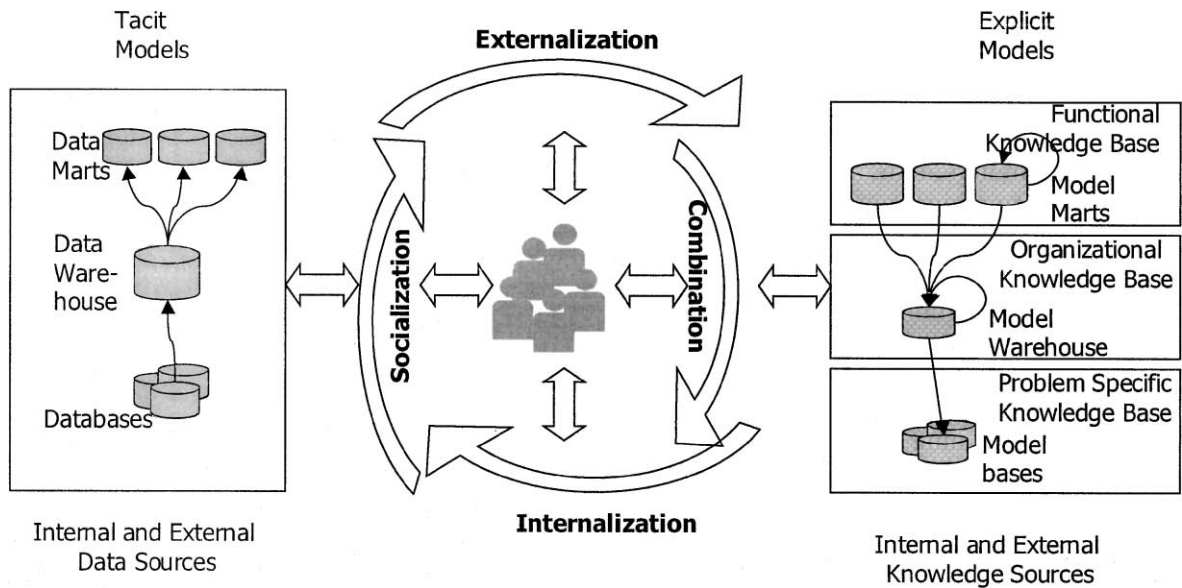 Tacit
Models
Data
Marts
Data
Ware-
house
Databases
Internal and External
Data Sources
Externalization
Socialization
Combination
Internalization
Explicit
Models
Functional
Knowledge Base
Model
Marts
Organizational
Knowledge Base
Model
Warehouse
Problem Specific
Knowledge Base
Model
bases
Internal and External
Knowledge Sources